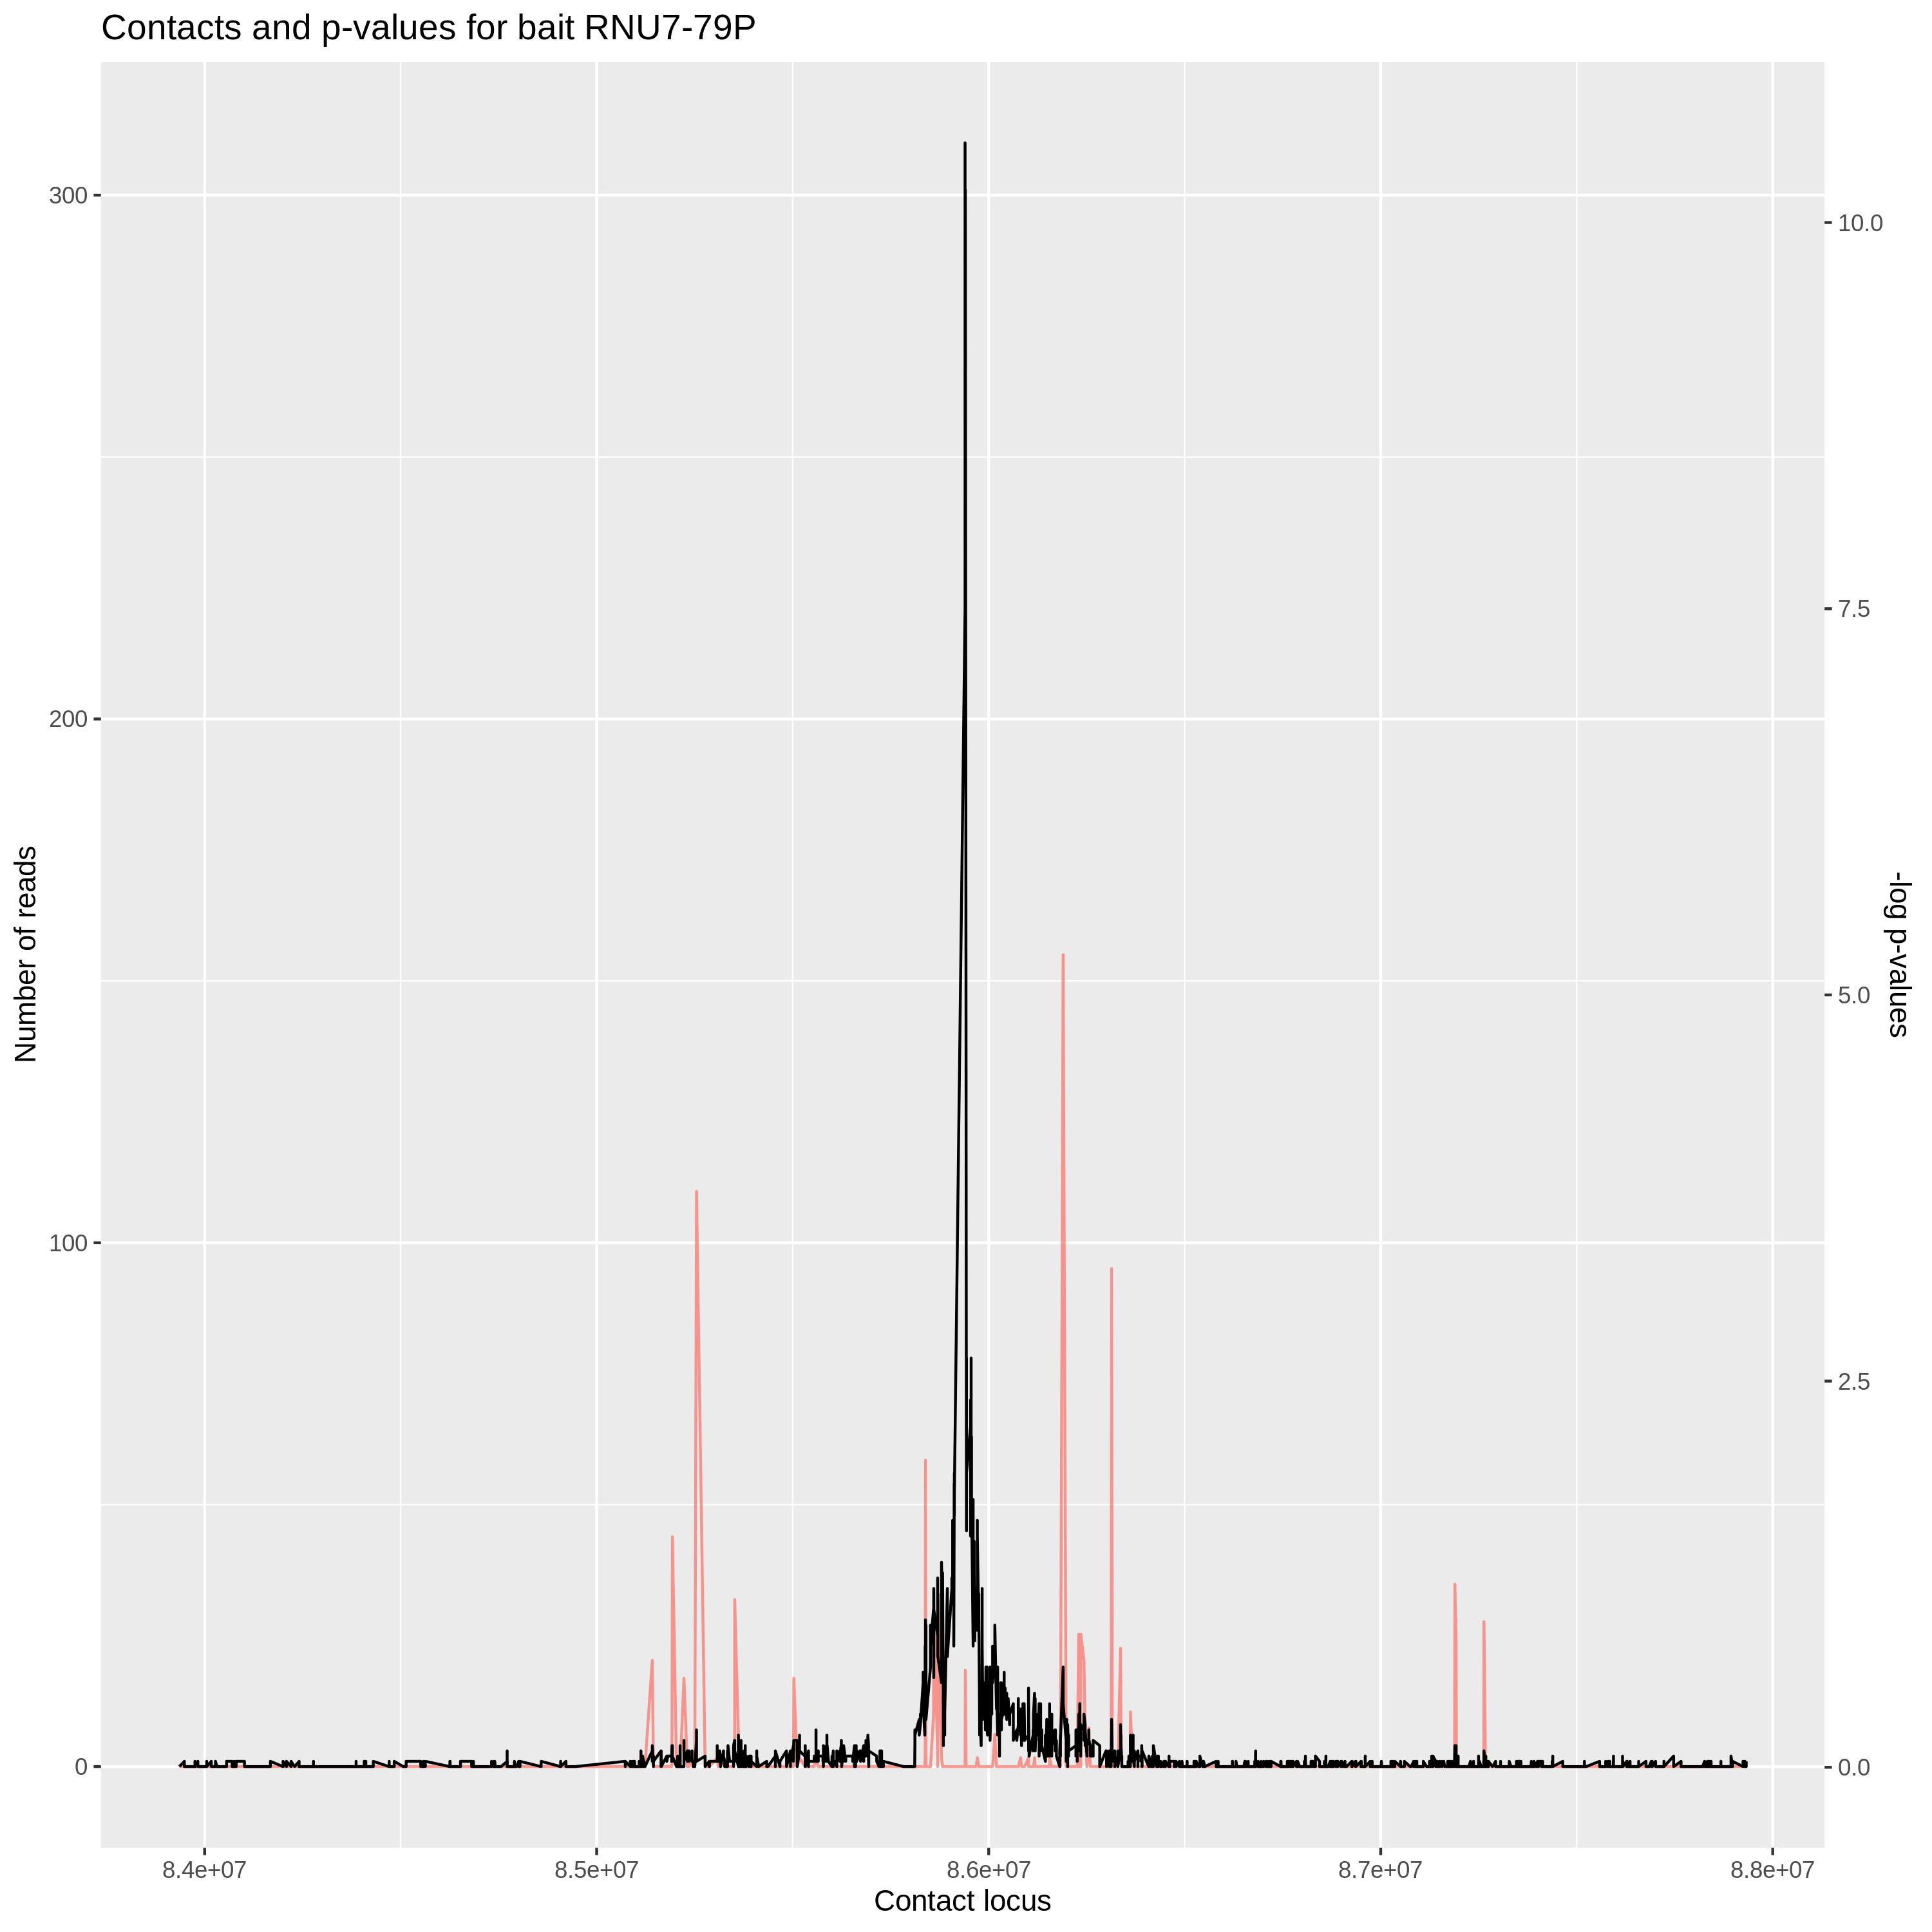 Contacts and p-values for bait RNU7-79P
300
200
100
0
Number of reads
10.0
7.5
5.0
2.5
0.0
-log p-values
8.4e+07
8.5e+07
8.6e+07
8.7e+07
8.8e+07
Contact locus